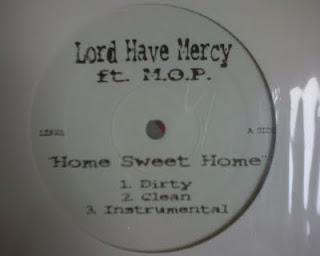 Lord Have Mercy
ft. M.O.P.
A SIDE
"Home Sweet Home"
1. Dirty
2. Clean
3. Instrumental